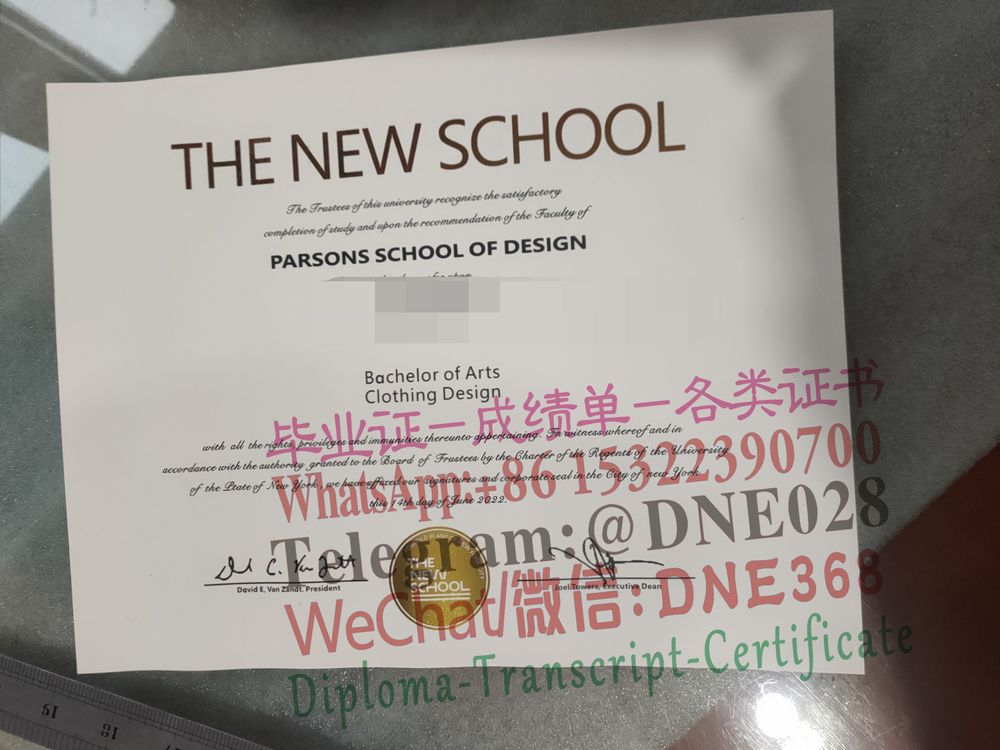 THE NEW SCHOOL
The Trustees of this university recognize the satisfactory
completion of study and upon the recommendation of the Faculty of
PARSONS SCHOOL OF DESIGN
Bachelor of Arts
Clothing Design
毕业证-成绩单-各类证书
with all the rights, privileges and immunities thereunto appertaining. In witness whereof and in
accordance with the authority granted to the Board of Trustees by the Charter of the Regents of the University
of the State of New York, we have affixed our signatures and corporate seal in the City of new York
this 14th day of June 2022.
WhatsApp:+86 19322390700
Telegram:@DNE028
THE
NEW
SCHOOL
David E. Van Zandt. President
Joel Towers, Executive Dean
WeChat/微信:DNE368
Diploma-Transcript-Certificate
19
18
17